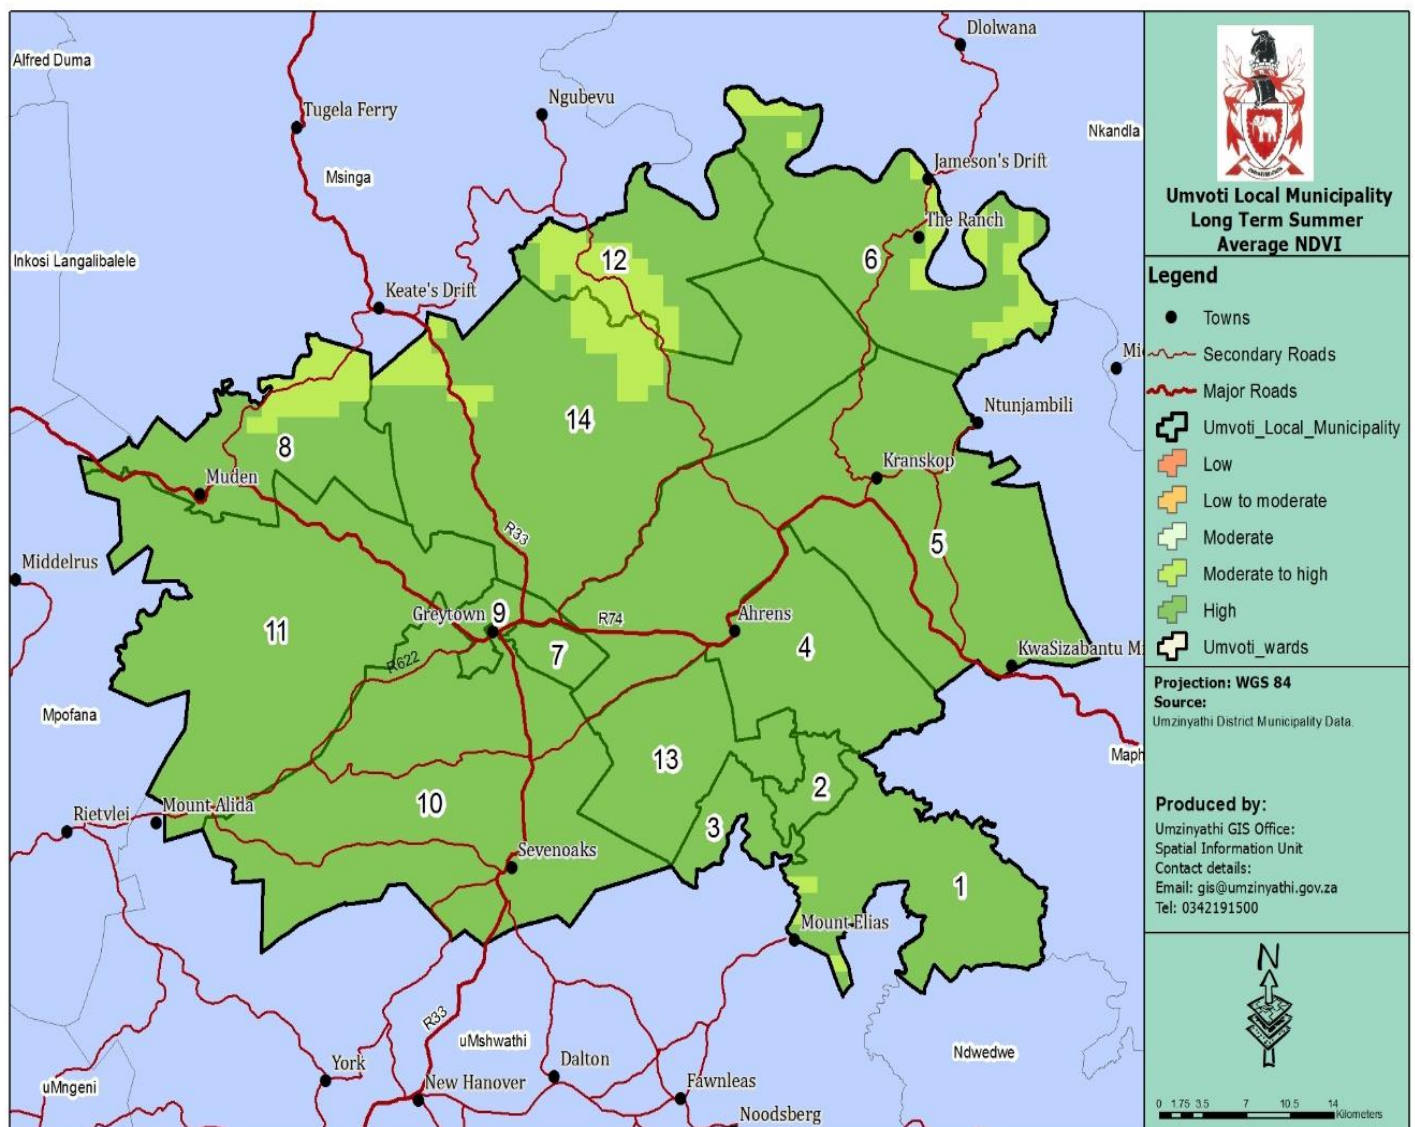 Dlolwana
Alfred Duma
Ngubevu
Tugela Ferry
Nkandla
Jameson's Drift
Msinga
The Ranch
6
12
Inkosi Langalibalele
Keate's Drift
Ntunjambili
14
8
Kranskop
Muden
R33
5
Middelrus
Greytown
9
R74
Ahrens
11
7
4
R622
KwaSizabantu Mi
Mpofana
Maph
13
2
Mount Alida
10
Rietvlei
3
Sevenoaks
1
Mount Elias
R33
uMshwathi
Ndwedwe
York
Dalton
uMngeni
New Hanover
Fawnleas
Noodsberg
Umvoti Local Municipality
Long Term Summer
Average NDVI
Legend
Towns
Secondary Roads
Major Roads
Umvoti_Local_Municipality
Low
Low to moderate
Moderate
Moderate to high
High
Umvoti_wards
Projection: WGS 84
Source:
Umzinyathi District Municipality Data.
Produced by:
Umzinyathi GIS Office:
Spatial Information Unit
Contact details:
Email: gis@umzinyathi.gov.za
Tel: 0342191500
N
0 1.75 3.5 7 10.5 14
Kilometers